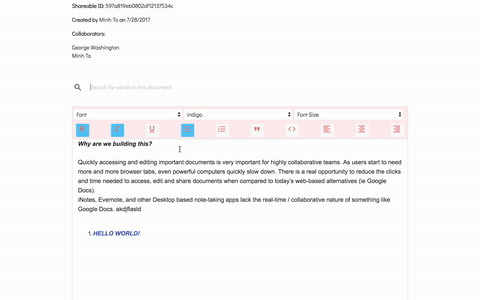 Shareable ID: 597a819eb0802df12137534c
Created by Minh To on 7/28/2017
Collaborators:
George Washington
Minh To
Search for words in this document
Font indigo Font Size
B I U
Why are we building this?
Quickly accessing and editing important documents is very important for highly collaborative teams. As users start to need
more and more browser tabs, even powerful computers quickly slow down. There is a real opportunity to reduce the clicks
and time needed to access, edit and share documents when compared to today's web-based alternatives (ie Google
Docs).
iNotes, Evernote, and other Desktop based note-taking apps lack the real-time / collaborative nature of something like
Google Docs. akdjflasld
1. HELLO WORLD!